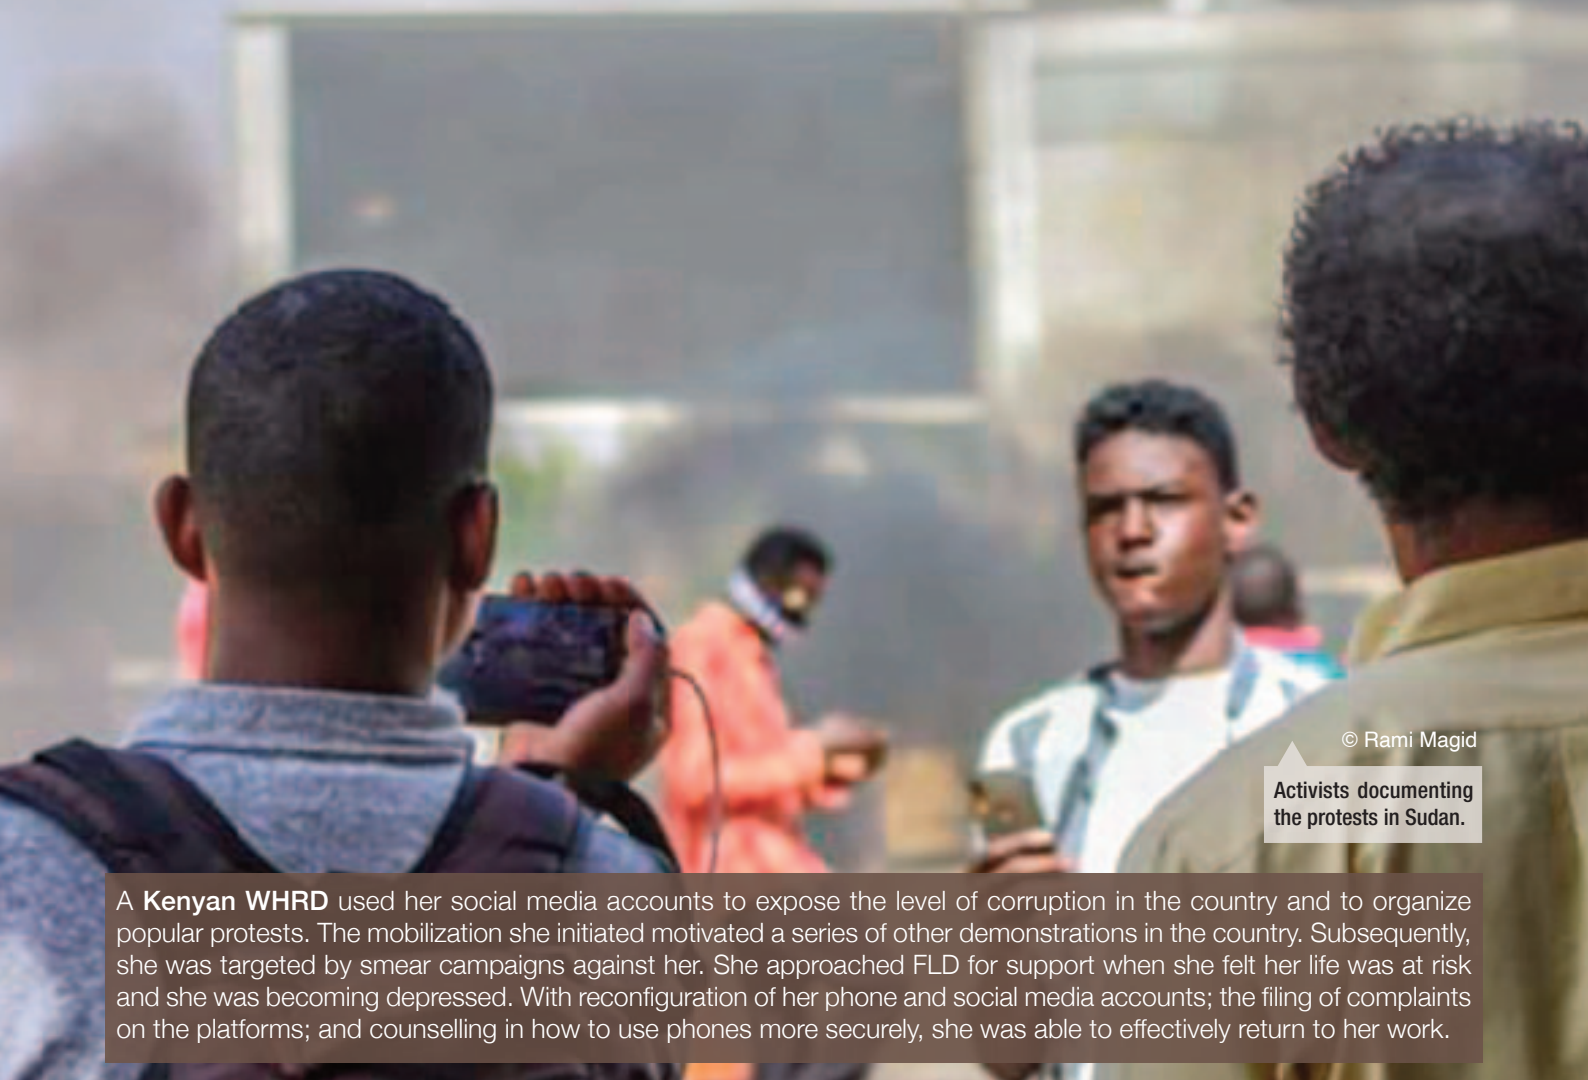 © Rami Magid
Activists documenting
the protests in Sudan.
A Kenyan WHRD used her social media accounts to expose the level of corruption in the country and to organize
popular protests. The mobilization she initiated motivated a series of other demonstrations in the country. Subsequently,
she was targeted by smear campaigns against her. She approached FLD for support when she felt her life was at risk
and she was becoming depressed. With reconfiguration of her phone and social media accounts; the filing of complaints
on the platforms; and counselling in how to use phones more securely, she was able to effectively return to her work.